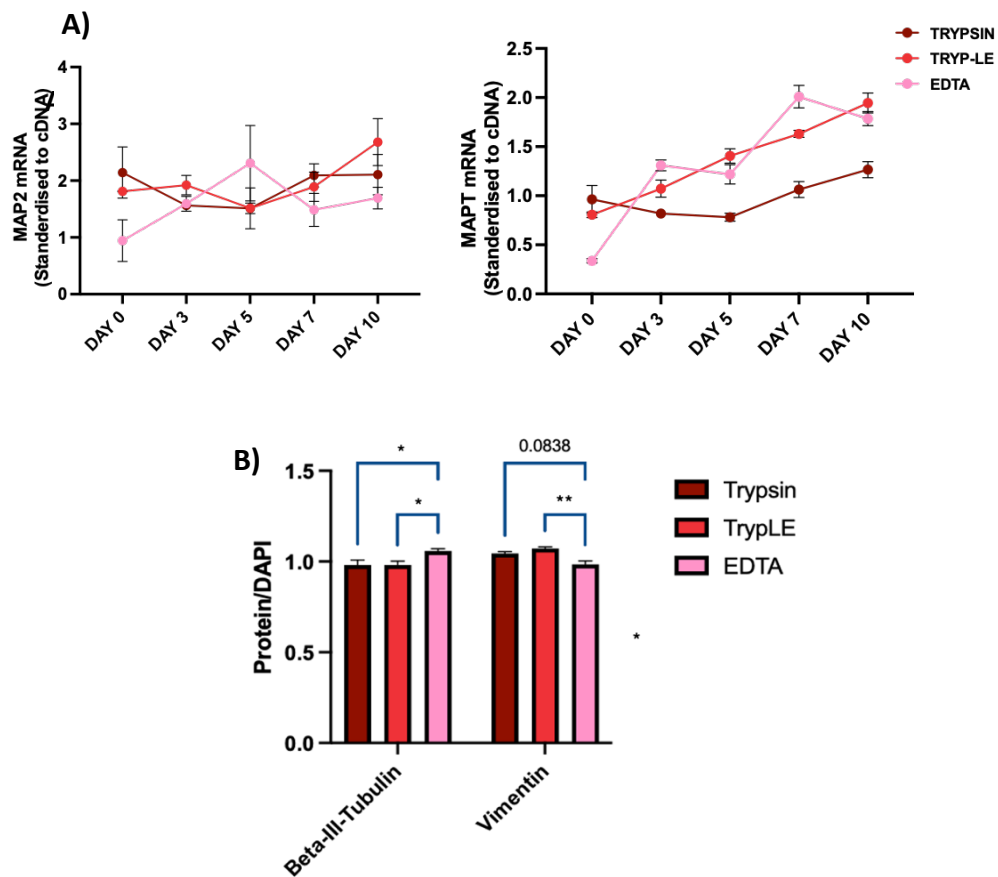 A)
TRYPSIN
TRYP-LE
EDTA
MAP2 mRNA
(Standerdised to cDNA)
4
3
2
1
0
DAY 0
DAY 3
DAY 5
DAY 7
DAY 10
MAPT mRNA
(Standerdised to cDNA)
2.5
2.0
1.5
1.0
0.5
0.0
DAY 0
DAY 3
DAY 5
DAY 7
DAY 10
B)
Protein/DAPI
1.5
1.0
0.5
0.0
*
*
0.0838
**
Trypsin
TrypLE
EDTA
*
Beta-III-Tubulin
Vimentin